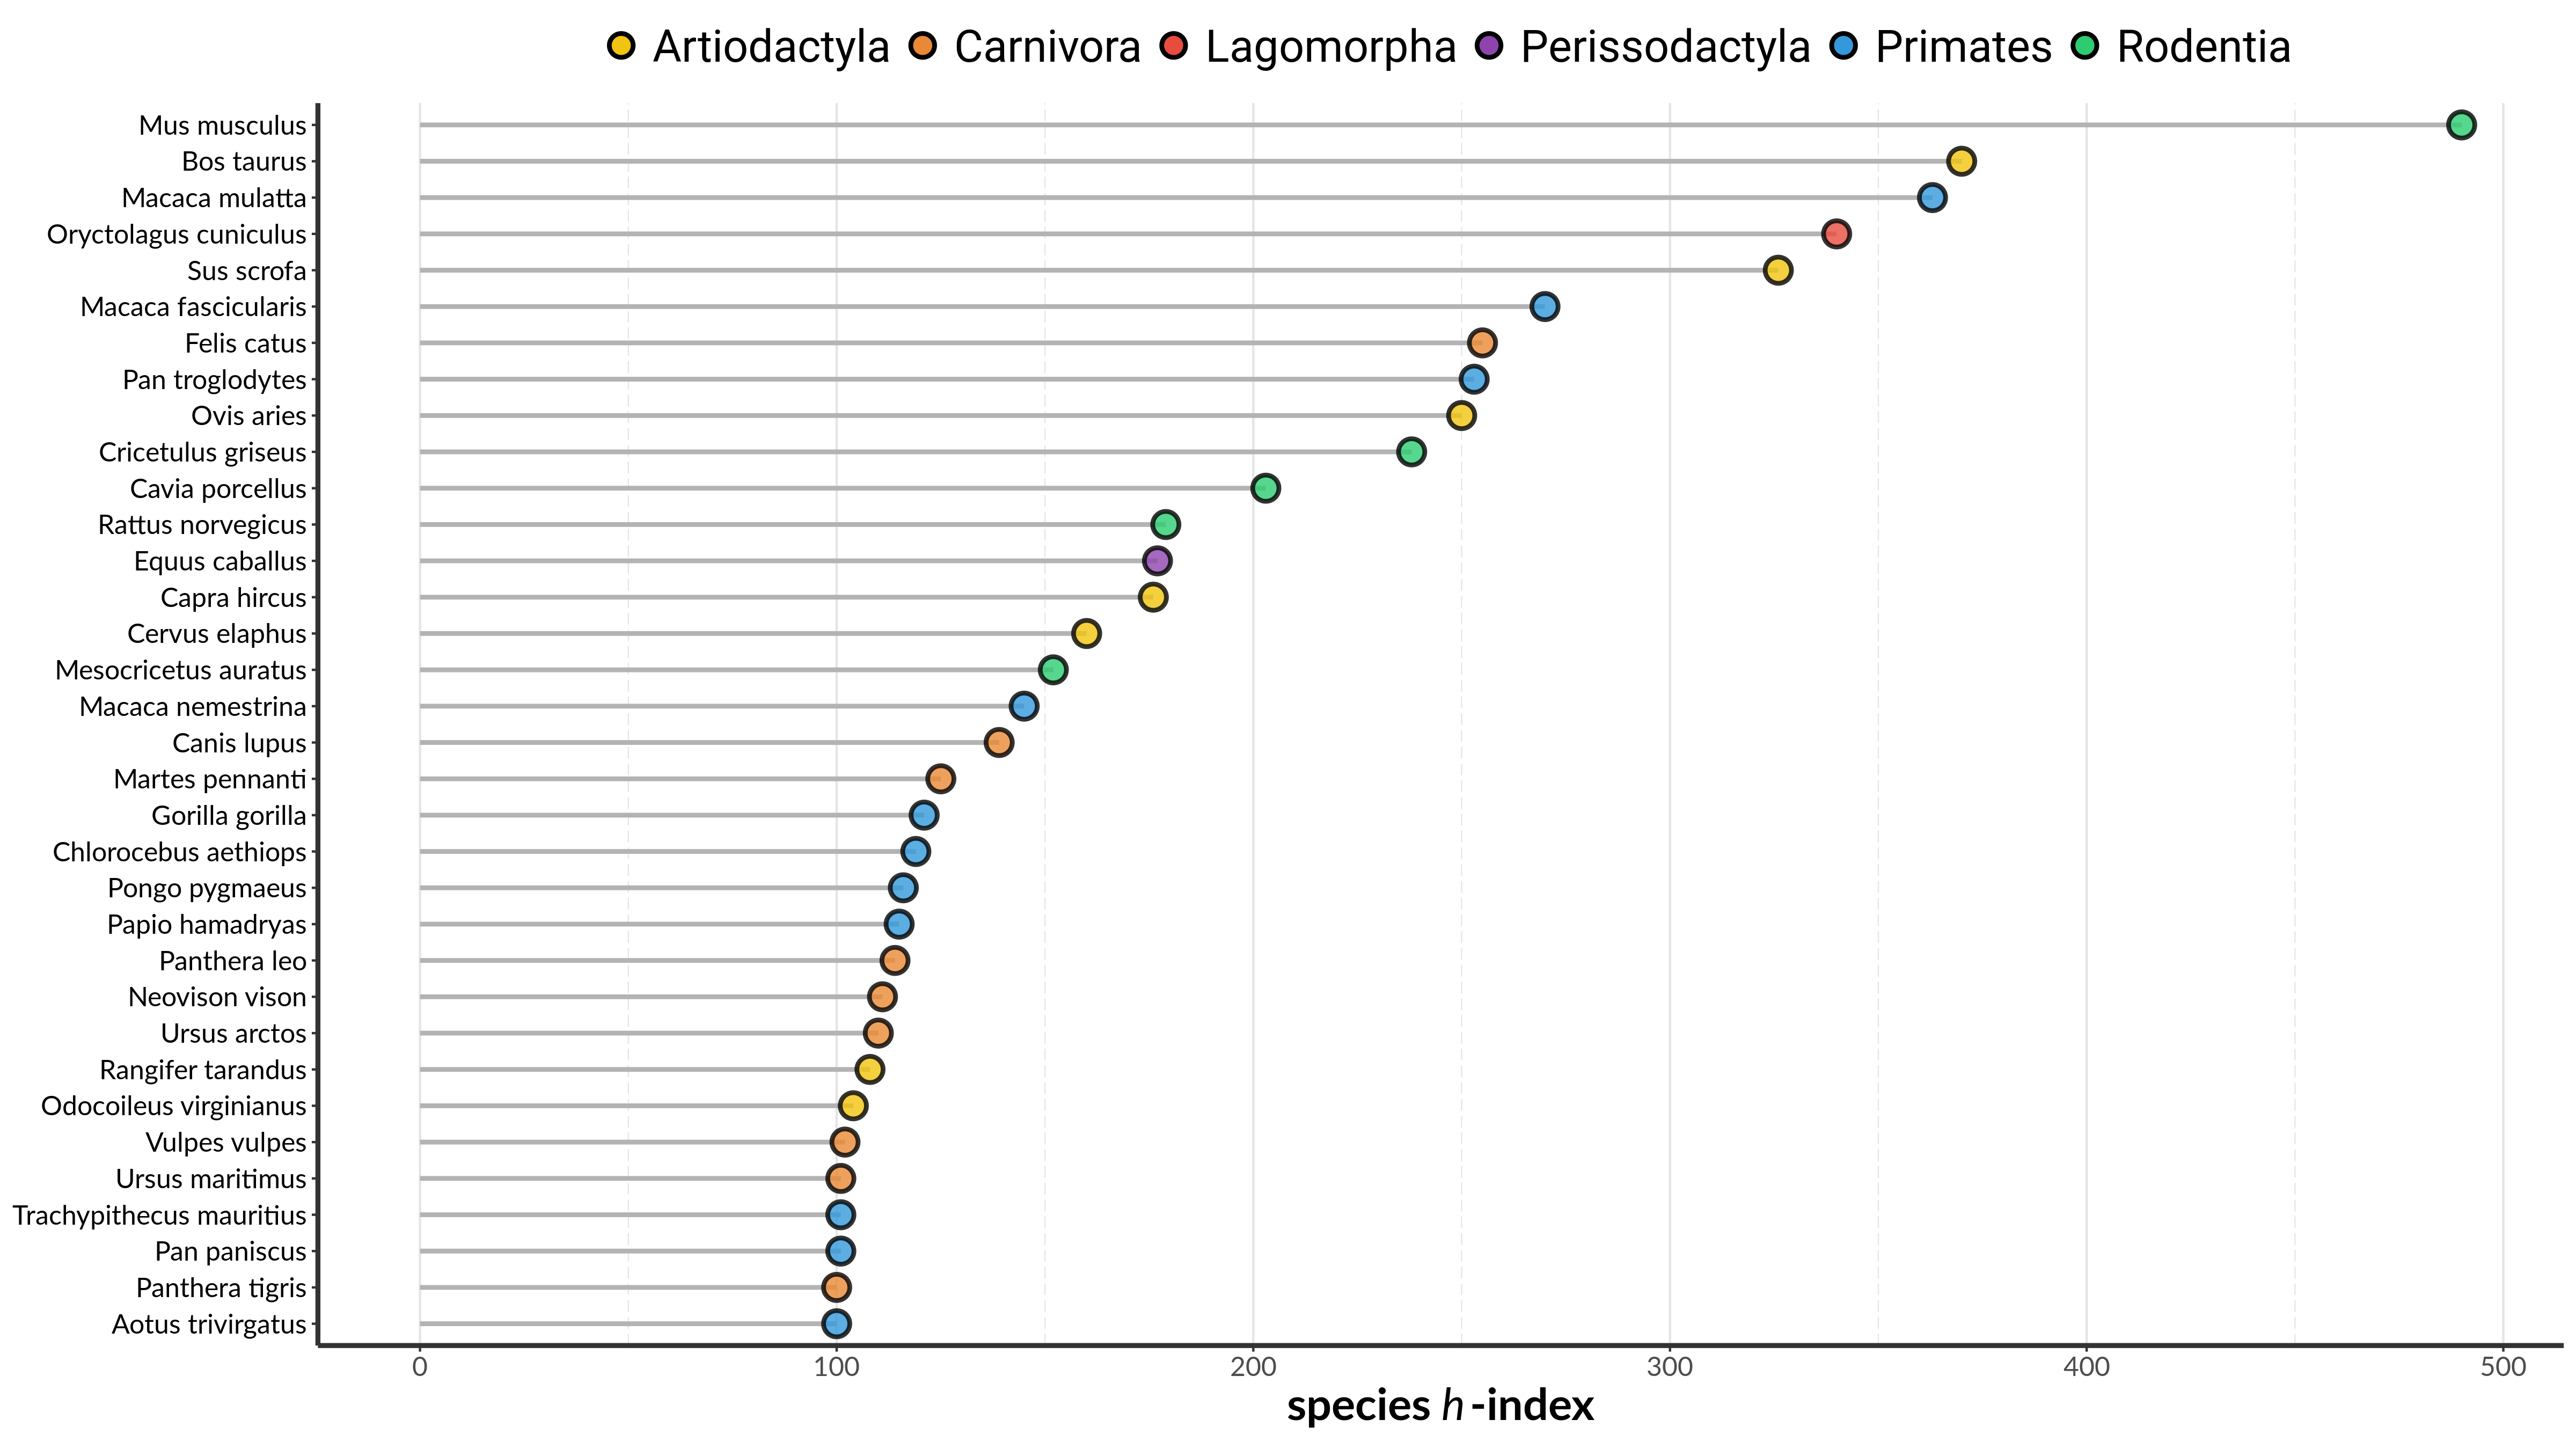 Artiodactyla Carnivora Lagomorpha Perissodactyla Primates Rodentia
Mus musculus
Bos taurus
Macaca mulatta
Oryctolagus cuniculus
Sus scrofa
Macaca fascicularis
Felis catus
Pan troglodytes
Ovis aries
Cricetulus griseus
Cavia porcellus
Rattus norvegicus
Equus caballus
Capra hircus
Cervus elaphus
Mesocricetus auratus
Macaca nemestrina
Canis lupus
Martes pennanti
Gorilla gorilla
Chlorocebus aethiops
Pongo pygmaeus
Papio hamadryas
Panthera leo
Neovison vison
Ursus arctos
Rangifer tarandus
Odocoileus virginianus
Vulpes vulpes
Ursus maritimus
Trachypithecus mauritius
Pan paniscus
Panthera tigris
Aotus trivirgatus
0 100 200 300 400 500
species h-index